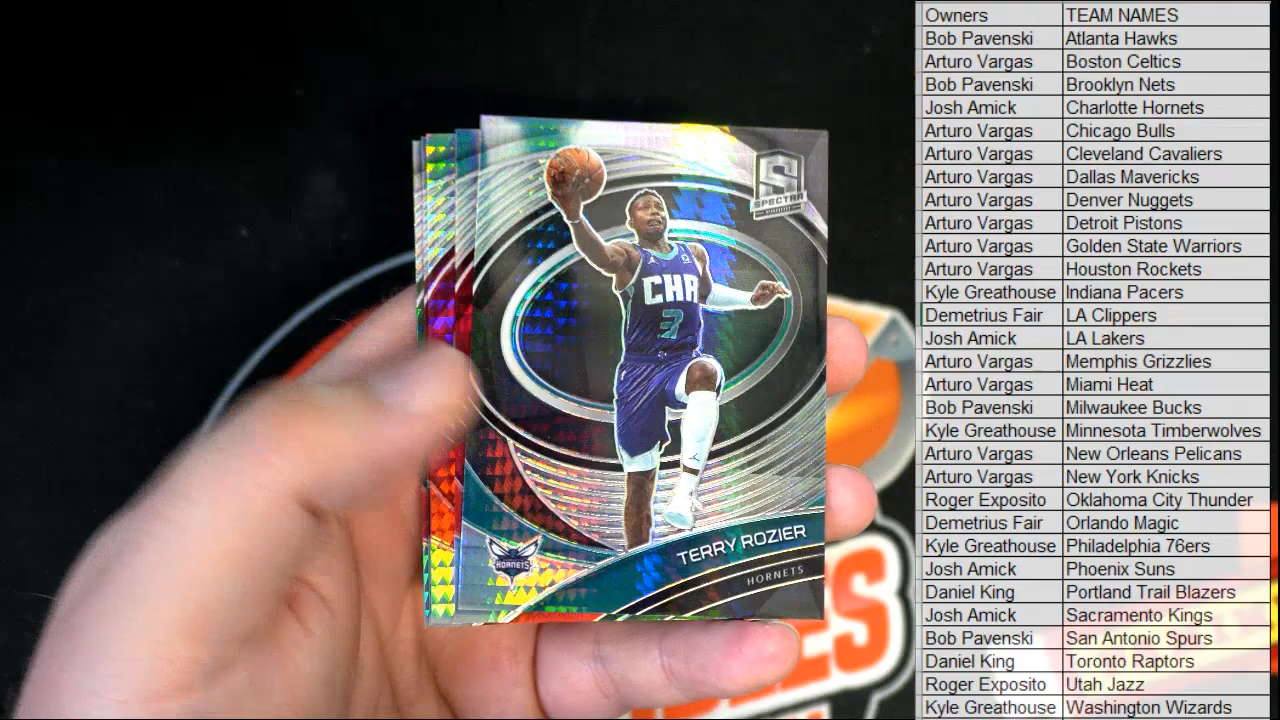 SPECTRA
CHA
3
TERRY ROZIER
HORNETS
HORNETS
Owners TEAM NAMES
Bob Pavenski Atlanta Hawks
Arturo Vargas Boston Celtics
Bob Pavenski Brooklyn Nets
Josh Amick Charlotte Hornets
Arturo Vargas Chicago Bulls
Arturo Vargas Cleveland Cavaliers
Arturo Vargas Dallas Mavericks
Arturo Vargas Denver Nuggets
Arturo Vargas Detroit Pistons
Arturo Vargas Golden State Warriors
Arturo Vargas Houston Rockets
Kyle Greathouse Indiana Pacers
Demetrius Fair LA Clippers
Josh Amick LA Lakers
Arturo Vargas Memphis Grizzlies
Arturo Vargas Miami Heat
Bob Pavenski Milwaukee Bucks
Kyle Greathouse Minnesota Timberwolves
Arturo Vargas New Orleans Pelicans
Arturo Vargas New York Knicks
Roger Exposito Oklahoma City Thunder
Demetrius Fair Orlando Magic
Kyle Greathouse Philadelphia 76ers
Josh Amick Phoenix Suns
Daniel King Portland Trail Blazers
Josh Amick Sacramento Kings
Bob Pavenski San Antonio Spurs
Daniel King Toronto Raptors
Roger Exposito Utah Jazz
Kyle Greathouse Washington Wizards